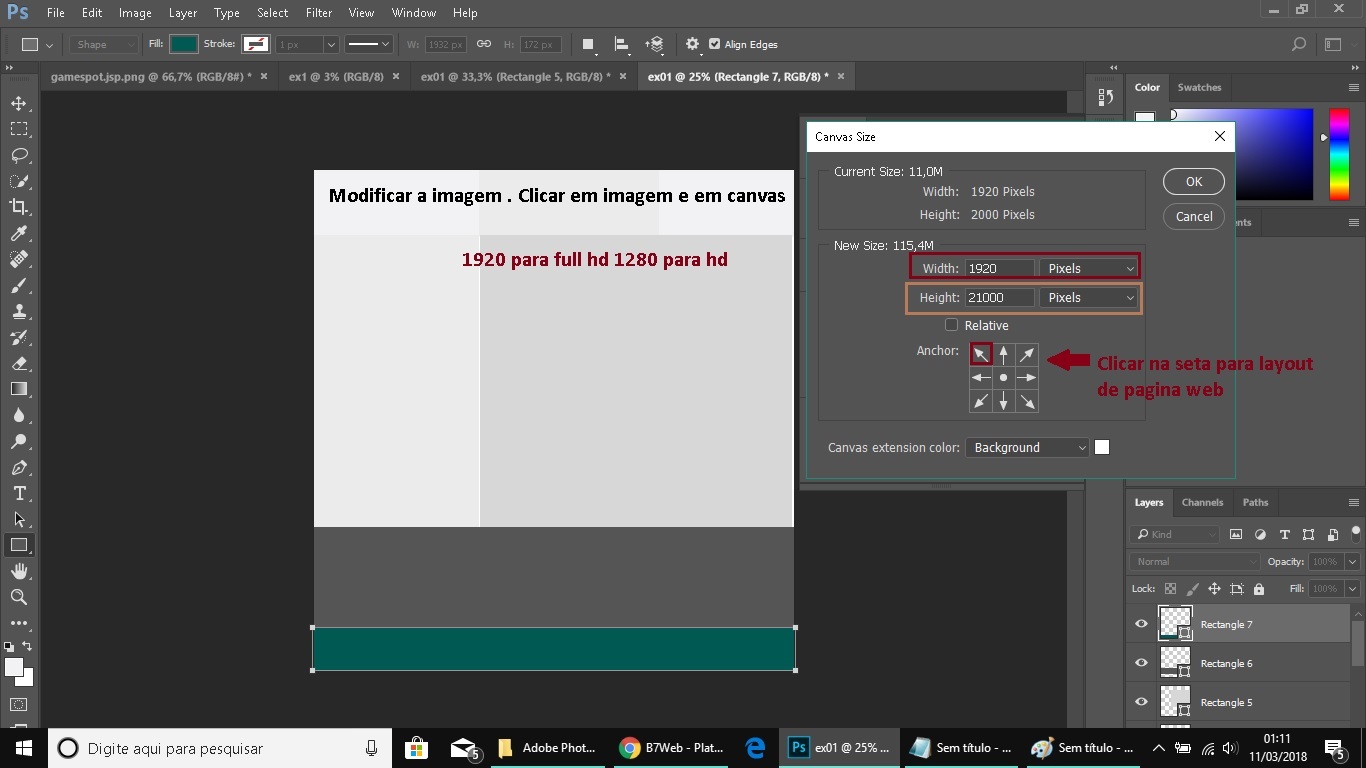 Ps File Edit Image Layer Type Select Filter View Window Help
Shape Fill: Stroke: 1 px W: 1932 px H: 172 px Align Edges
gamespot.jsp.png @ 66,7% (RGB/8#) * × ex1 @ 3% (RGB/8) × ex01 @ 33,3% (Rectangle 5, RGB/8) * × ex01 @ 25% (Rectangle 7, RGB/8) * ×
Color Swatches
Canvas Size
Current Size: 11,0M
Width: 1920 Pixels
Height: 2000 Pixels
OK
Cancel
New Size: 115,4M
Width: 1920 Pixels
Height: 21000 Pixels
Relative
Anchor:
Canvas extension color: Background
Modificar a imagem . Clicar em imagem e em canvas
1920 para full hd 1280 para hd
Clicar na seta para layout
de pagina web
Layers Channels Paths
Kind
Normal Opacity: 100%
Lock: Fill: 100%
Rectangle 7
Rectangle 6
Rectangle 5
Digite aqui para pesquisar 5 Adobe Phot... B7Web - Plat... Ps ex01 @ 25% ... Sem título - ... Sem título - ... 01:11
11/03/2018 5